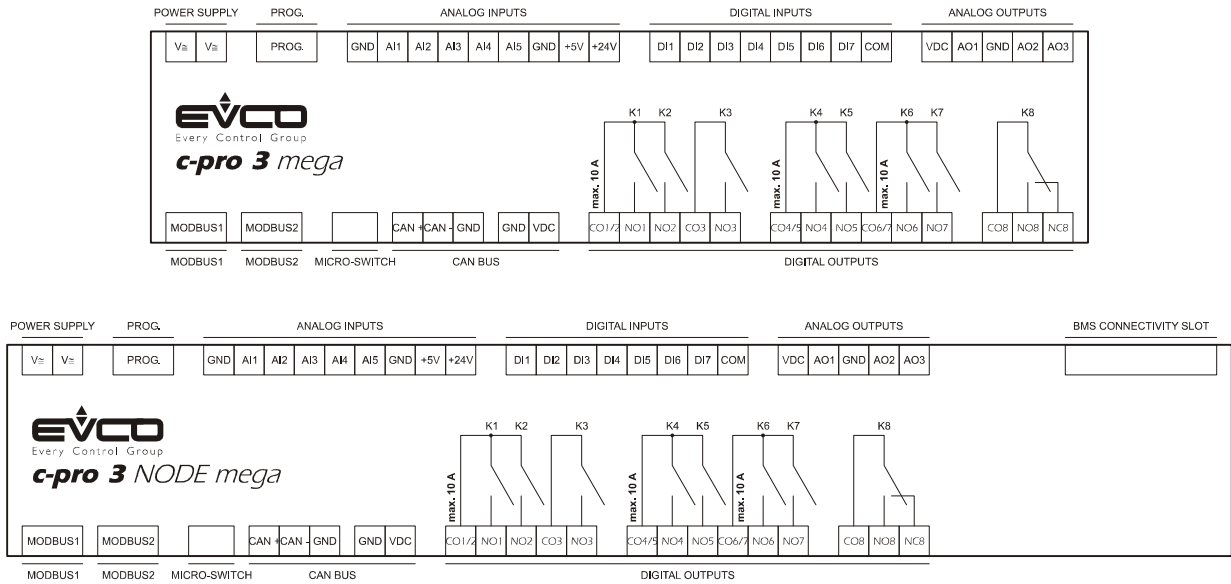 POWER SUPPLY PROG. ANALOG INPUTS DIGITAL INPUTS ANALOG OUTPUTS
V≅ V≅ PROG. GND AI1 AI2 AI3 AI4 AI5 GND +5V +24V DI1 DI2 DI3 DI4 DI5 DI6 DI7 COM VDC AO1 GND AO2 AO3
EVCO
Every Control Group
c-pro 3 mega
K1 K2 K3 K4 K5 K6 K7 K8
max. 10 A max. 10 A max. 10 A
MODBUS1 MODBUS2 CAN + CAN - GND GND VDC CO1/2 NO1 NO2 CO3 NO3 CO4/5 NO4 NO5 CO6/7 NO6 NO7 CO8 NO8 NC8
MODBUS1 MODBUS2 MICRO-SWITCH CAN BUS DIGITAL OUTPUTS
POWER SUPPLY PROG. ANALOG INPUTS DIGITAL INPUTS ANALOG OUTPUTS BMS CONNECTIVITY SLOT
V≅ V≅ PROG. GND AI1 AI2 AI3 AI4 AI5 GND +5V +24V DI1 DI2 DI3 DI4 DI5 DI6 DI7 COM VDC AO1 GND AO2 AO3
EVCO
Every Control Group
c-pro 3 NODE mega
K1 K2 K3 K4 K5 K6 K7 K8
max. 10 A max. 10 A max. 10 A
MODBUS1 MODBUS2 CAN + CAN - GND GND VDC CO1/2 NO1 NO2 CO3 NO3 CO4/5 NO4 NO5 CO6/7 NO6 NO7 CO8 NO8 NC8
MODBUS1 MODBUS2 MICRO-SWITCH CAN BUS DIGITAL OUTPUTS